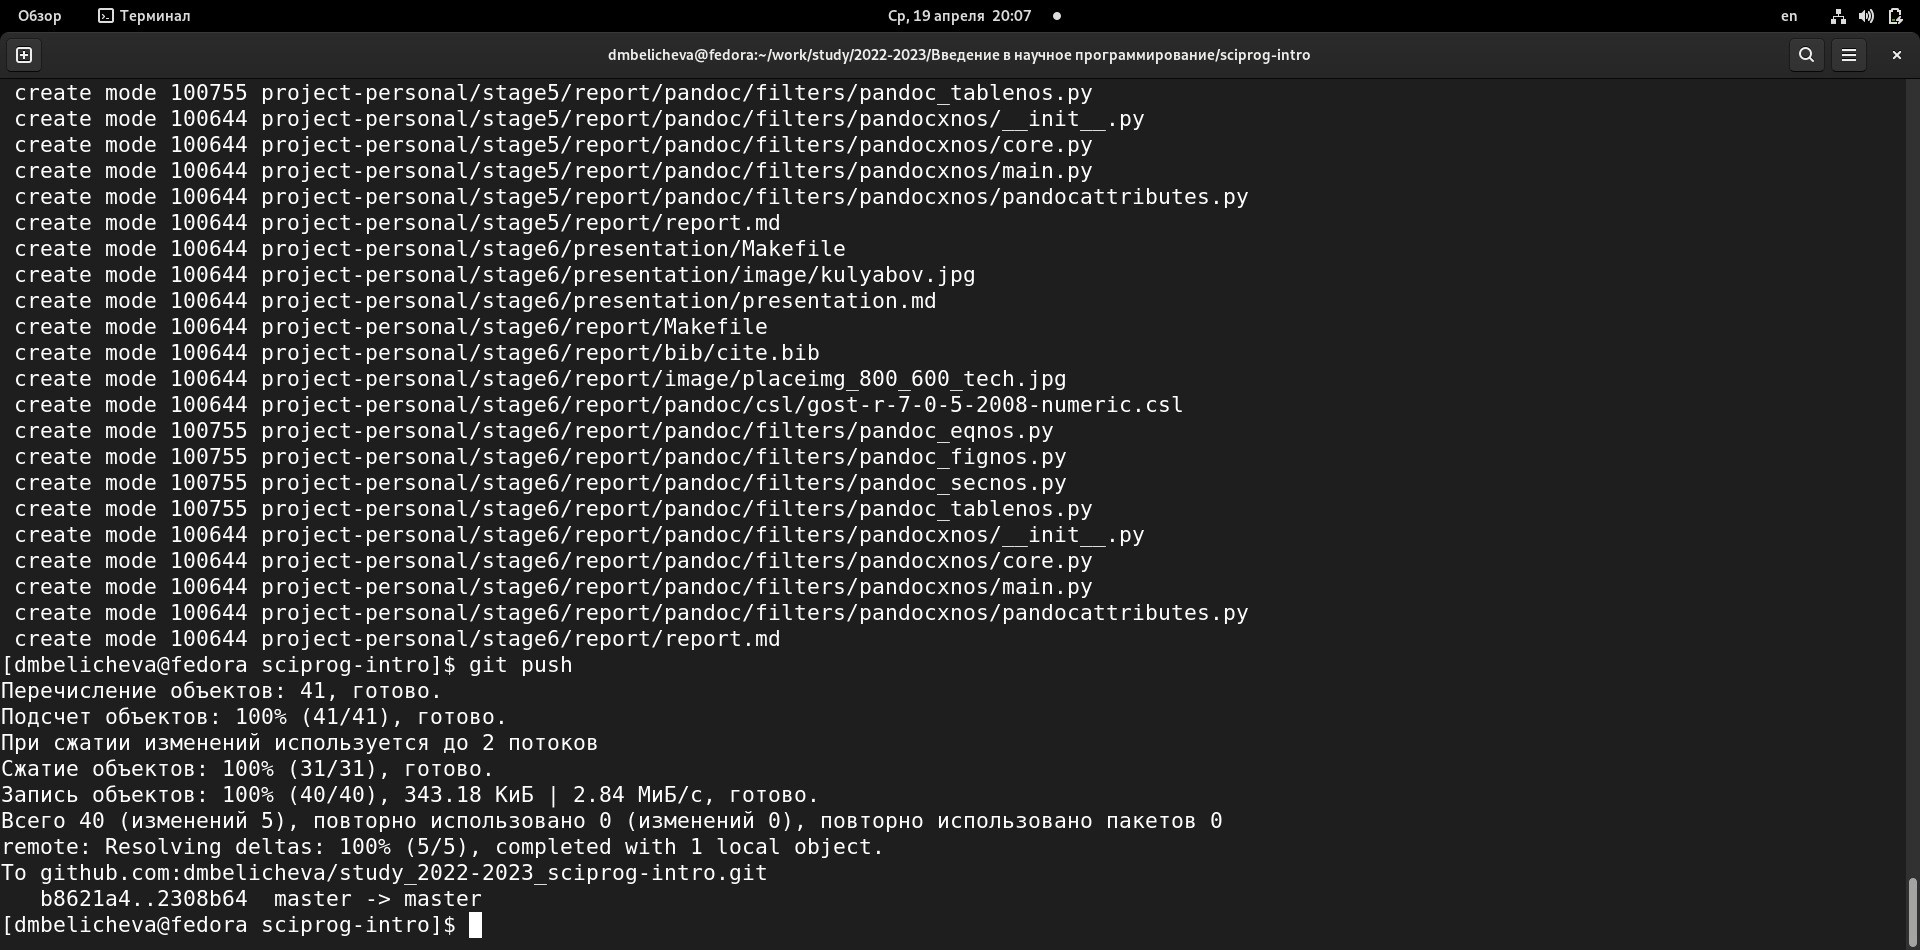 Обзор Терминал Ср, 19 апреля 20:07 en
dmbelicheva@fedora:~/work/study/2022-2023/Введение в научное программирование/sciprog-intro
create mode 100755 project-personal/stage5/report/pandoc/filters/pandoc_tablenos.py
create mode 100644 project-personal/stage5/report/pandoc/filters/pandocxnos/__init__.py
create mode 100644 project-personal/stage5/report/pandoc/filters/pandocxnos/core.py
create mode 100644 project-personal/stage5/report/pandoc/filters/pandocxnos/main.py
create mode 100644 project-personal/stage5/report/pandoc/filters/pandocxnos/pandocattributes.py
create mode 100644 project-personal/stage5/report/report.md
create mode 100644 project-personal/stage6/presentation/Makefile
create mode 100644 project-personal/stage6/presentation/image/kulyabov.jpg
create mode 100644 project-personal/stage6/presentation/presentation.md
create mode 100644 project-personal/stage6/report/Makefile
create mode 100644 project-personal/stage6/report/bib/cite.bib
create mode 100644 project-personal/stage6/report/image/placeimg_800_600_tech.jpg
create mode 100644 project-personal/stage6/report/pandoc/csl/gost-r-7-0-5-2008-numeric.csl
create mode 100755 project-personal/stage6/report/pandoc/filters/pandoc_eqnos.py
create mode 100755 project-personal/stage6/report/pandoc/filters/pandoc_fignos.py
create mode 100755 project-personal/stage6/report/pandoc/filters/pandoc_secnos.py
create mode 100755 project-personal/stage6/report/pandoc/filters/pandoc_tablenos.py
create mode 100644 project-personal/stage6/report/pandoc/filters/pandocxnos/__init__.py
create mode 100644 project-personal/stage6/report/pandoc/filters/pandocxnos/core.py
create mode 100644 project-personal/stage6/report/pandoc/filters/pandocxnos/main.py
create mode 100644 project-personal/stage6/report/pandoc/filters/pandocxnos/pandocattributes.py
create mode 100644 project-personal/stage6/report/report.md
[dmbelicheva@fedora sciprog-intro]$ git push
Перечисление объектов: 41, готово.
Подсчет объектов: 100% (41/41), готово.
При сжатии изменений используется до 2 потоков
Сжатие объектов: 100% (31/31), готово.
Запись объектов: 100% (40/40), 343.18 КиБ | 2.84 МиБ/с, готово.
Всего 40 (изменений 5), повторно использовано 0 (изменений 0), повторно использовано пакетов 0
remote: Resolving deltas: 100% (5/5), completed with 1 local object.
To github.com:dmbelicheva/study_2022-2023_sciprog-intro.git
b8621a4..2308b64 master -> master
[dmbelicheva@fedora sciprog-intro]$